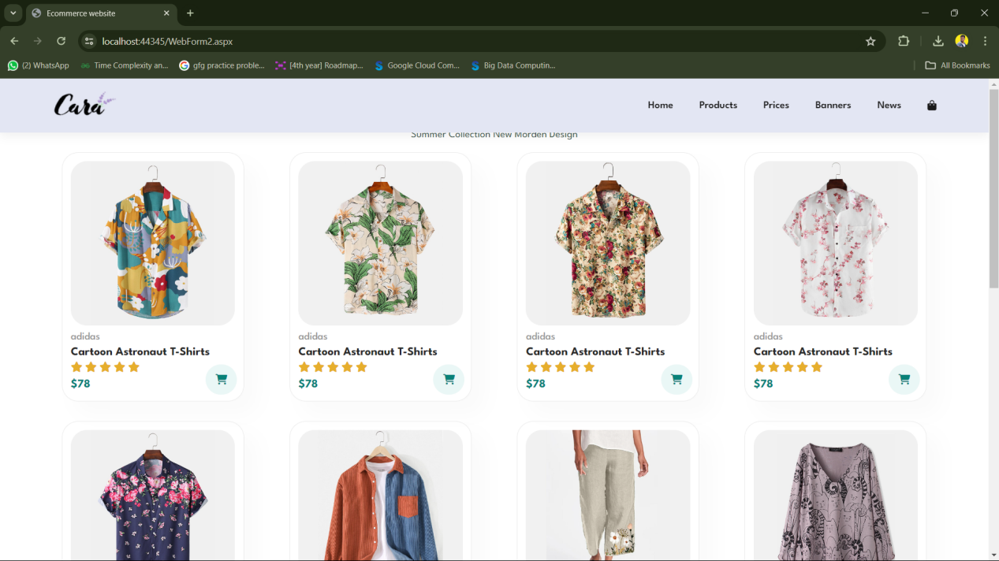 Ecommerce website
localhost:44345/WebForm2.aspx
(2) WhatsApp
Time Complexity an...
gfg practice proble...
[4th year] Roadmap...
Google Cloud Com...
Big Data Computin...
All Bookmarks
Cara
Home
Products
Prices
Banners
News
Summer Collection New Morden Design
adidas
Cartoon Astronaut T-Shirts
$78
adidas
Cartoon Astronaut T-Shirts
$78
adidas
Cartoon Astronaut T-Shirts
$78
adidas
Cartoon Astronaut T-Shirts
$78